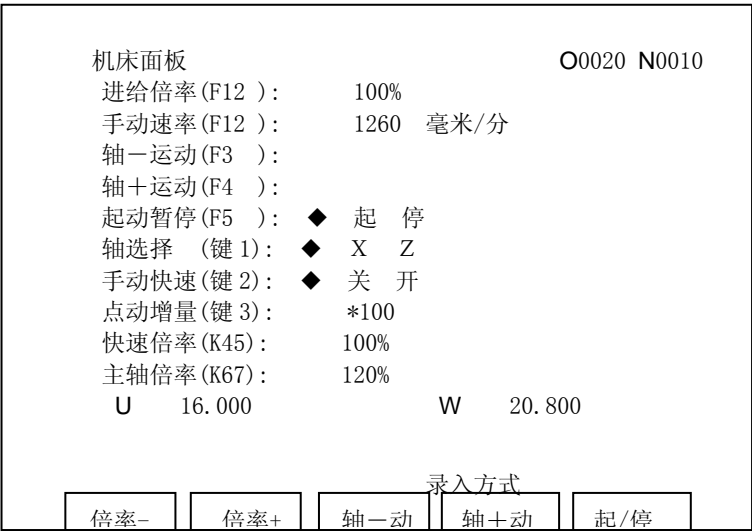 机床面板 O0020 N0010
进给倍率(F12 ): 100%
手动速率(F12 ): 1260 毫米/分
轴－运动(F3 ):
轴＋运动(F4 ):
起动暂停(F5 ): ◆ 起 停
轴选择 (键1): ◆ X Z
手动快速(键2): ◆ 关 开
点动增量(键3): *100
快速倍率(K45): 100%
主轴倍率(K67): 120%
U 16.000 W 20.800
录入方式
倍率- 倍率+ 轴－动 轴＋动 起/停